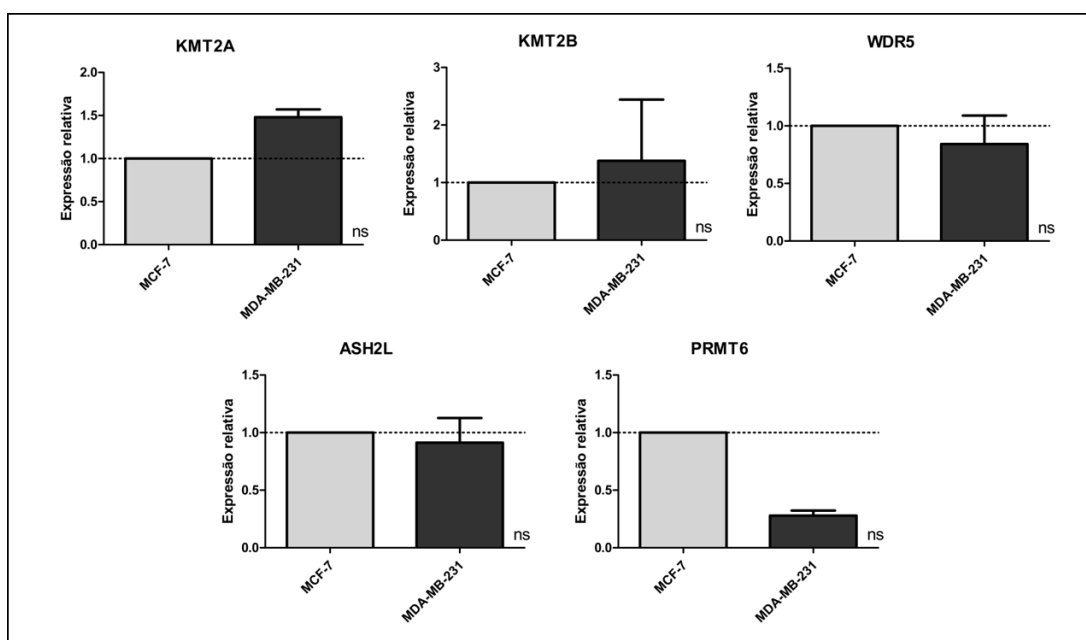 KMT2A
Expressão relativa
2.0
1.5
1.0
0.5
0.0
ns
MCF-7
MDA-MB-231
KMT2B
Expressão relativa
3
2
1
0
ns
MCF-7
MDA-MB-231
WDR5
Expressão relativa
1.5
1.0
0.5
0.0
ns
MCF-7
MDA-MB-231
ASH2L
Expressão relativa
1.5
1.0
0.5
0.0
ns
MCF-7
MDA-MB-231
PRMT6
Expressão relativa
1.5
1.0
0.5
0.0
ns
MCF-7
MDA-MB-231